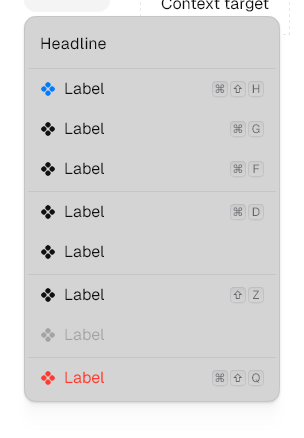 Context target
Headline
Label ⌘ ⇧ H
Label ⌘ G
Label ⌘ F
Label ⌘ D
Label
Label ⇧ Z
Label
Label ⌘ ⇧ Q